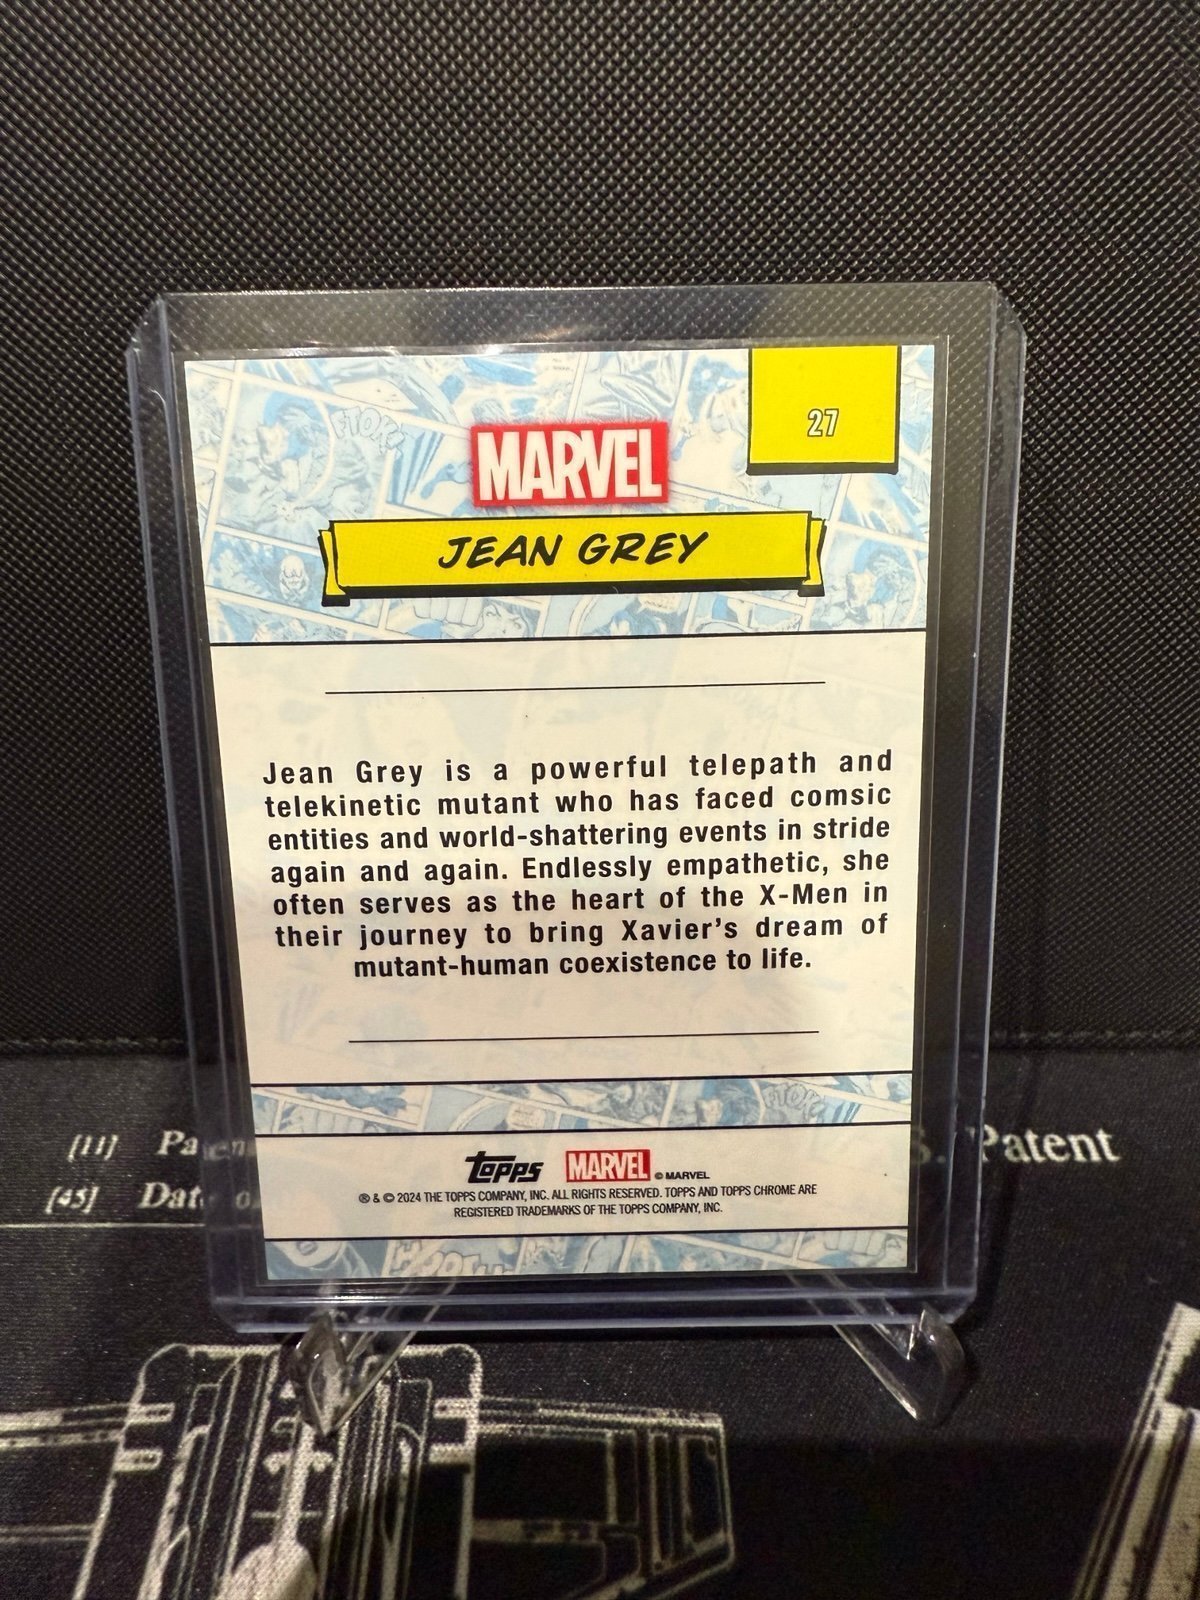 27
MARVEL
JEAN GREY
Jean Grey is a powerful telepath and
telekinetic mutant who has faced comsic
entities and world-shattering events in stride
again and again. Endlessly empathetic, she
often serves as the heart of the X-Men in
their journey to bring Xavier's dream of
mutant-human coexistence to life.
FTOK!
topps MARVEL © MARVEL
® & © 2024 THE TOPPS COMPANY, INC. ALL RIGHTS RESERVED. TOPPS AND TOPPS CHROME ARE
REGISTERED TRADEMARKS OF THE TOPPS COMPANY, INC.
[11] Paten S. Patent
[45] Date o